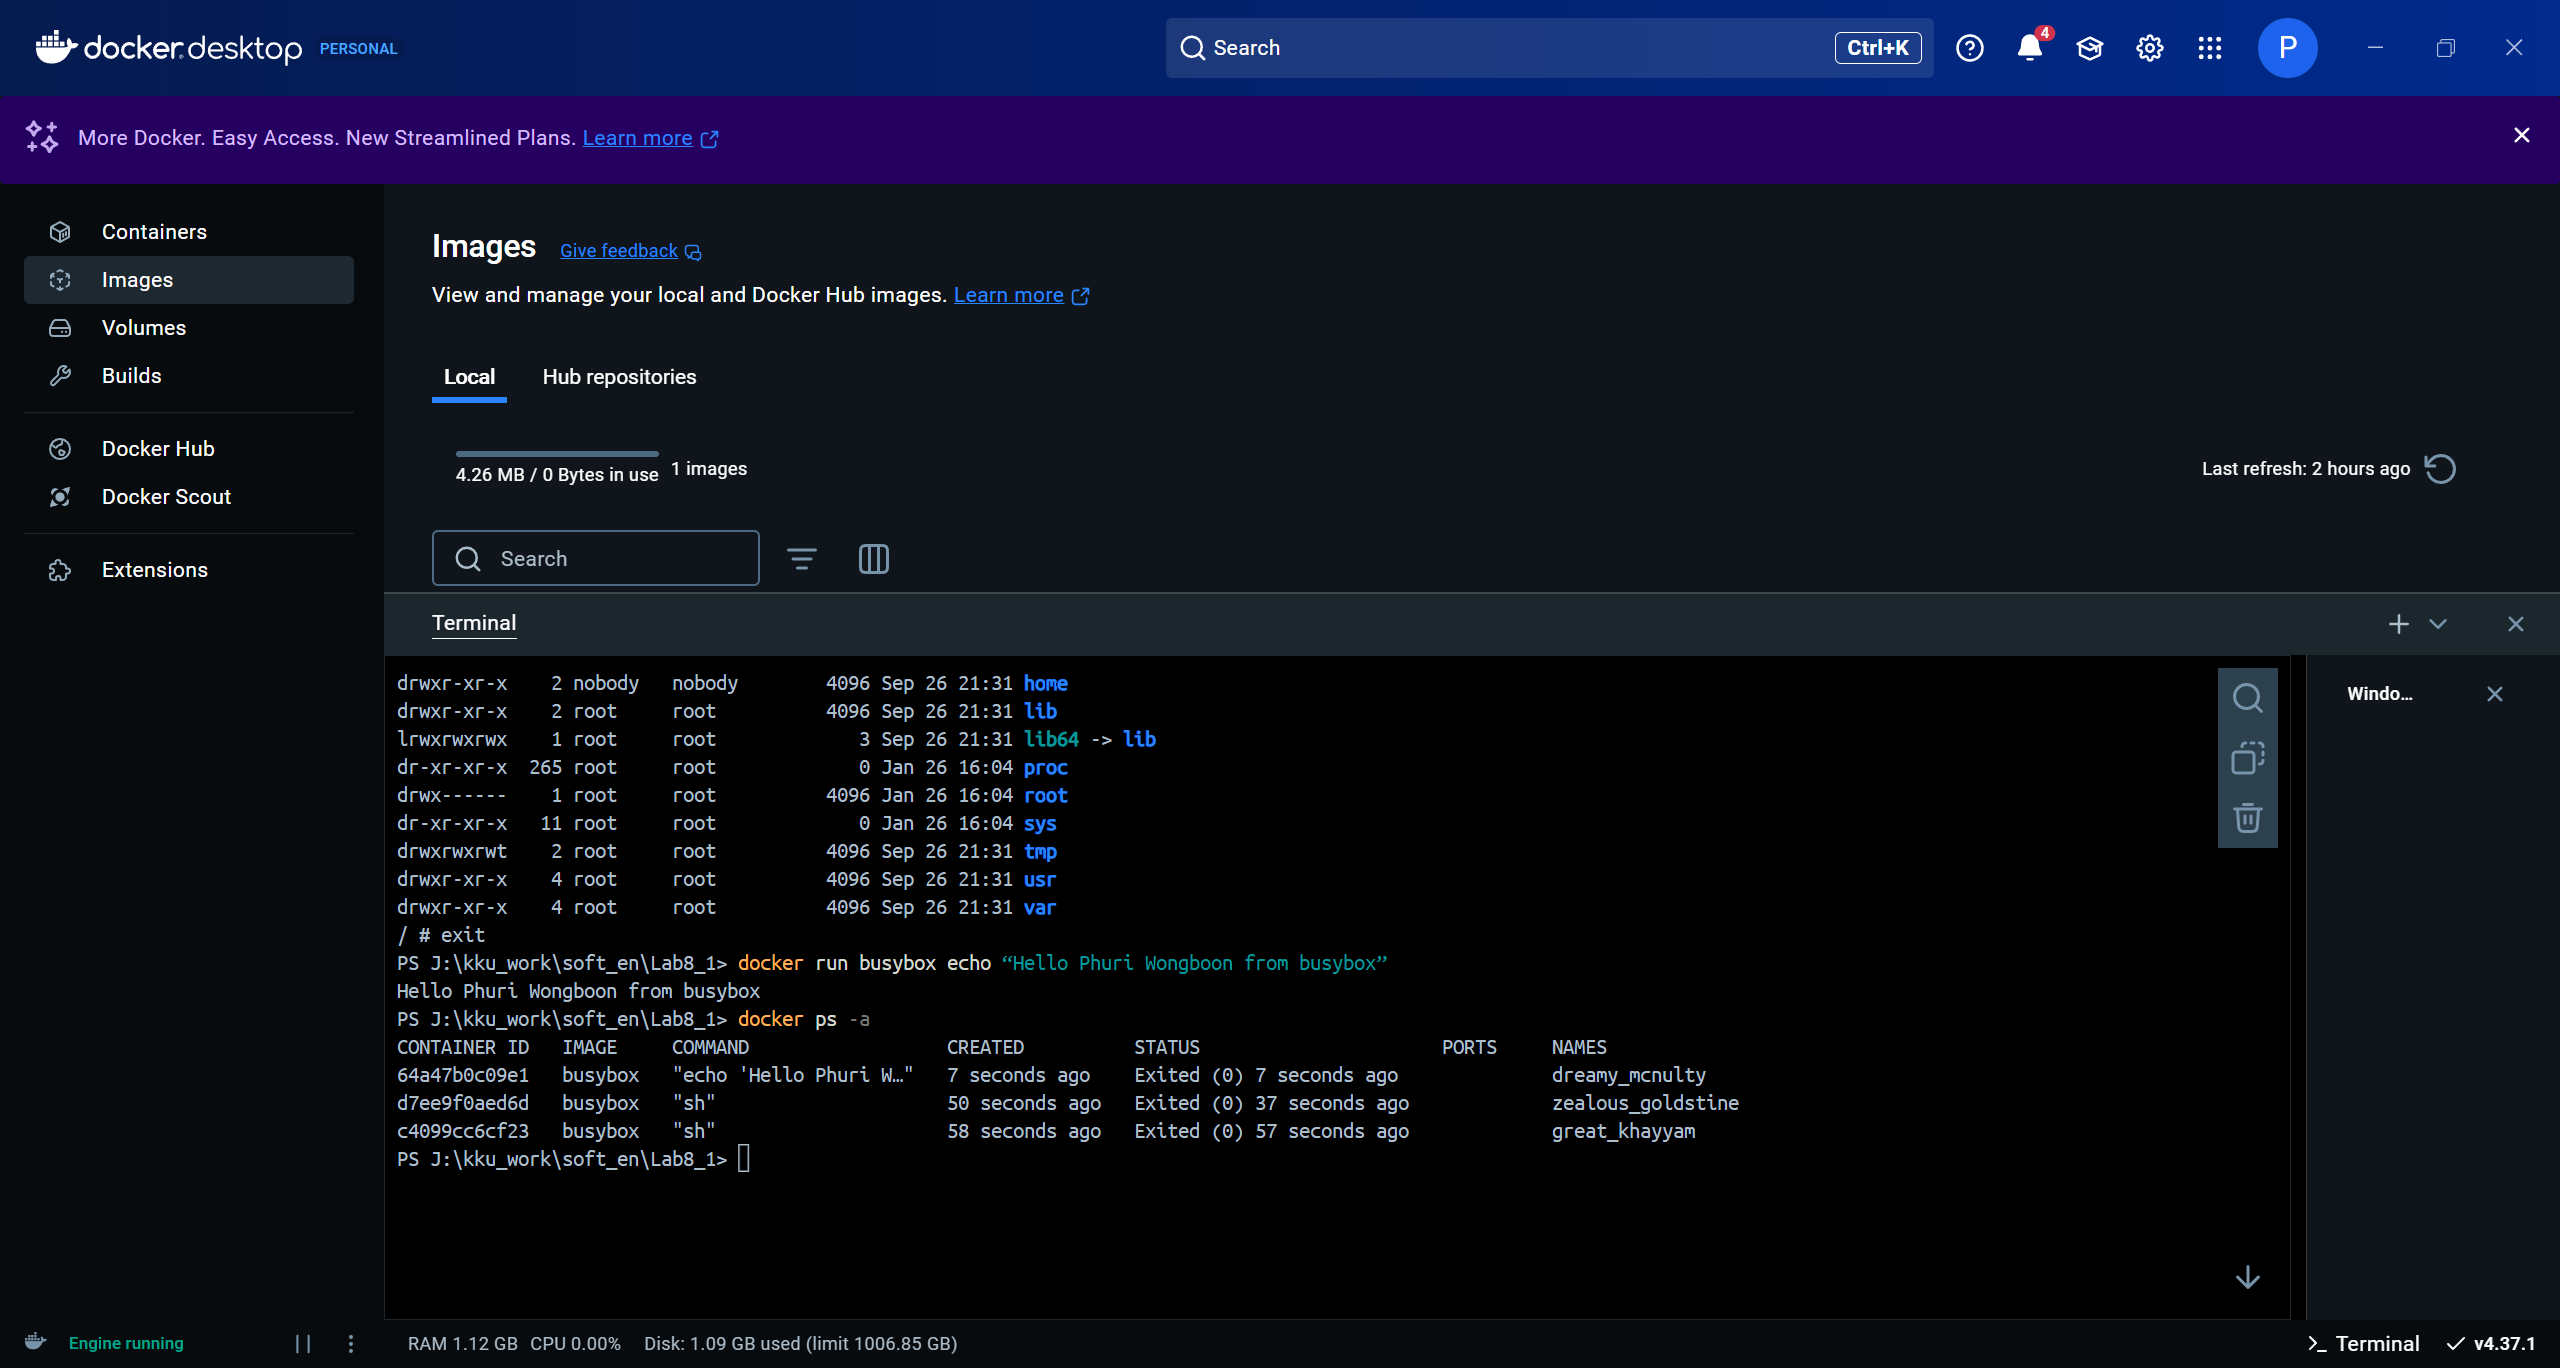 docker desktop PERSONAL
Search Ctrl+K
4
P
More Docker. Easy Access. New Streamlined Plans. Learn more
Containers
Images
Volumes
Builds
Docker Hub
Docker Scout
Extensions
Images Give feedback
View and manage your local and Docker Hub images. Learn more
Local Hub repositories
4.26 MB / 0 Bytes in use 1 images
Last refresh: 2 hours ago
Search
Terminal
Windo...
drwxr-xr-x    2 nobody   nobody        4096 Sep 26 21:31 home
drwxr-xr-x    2 root     root          4096 Sep 26 21:31 lib
lrwxrwxrwx    1 root     root             3 Sep 26 21:31 lib64 -> lib
dr-xr-xr-x  265 root     root             0 Jan 26 16:04 proc
drwx------    1 root     root          4096 Jan 26 16:04 root
dr-xr-xr-x   11 root     root             0 Jan 26 16:04 sys
drwxrwxrwt    2 root     root          4096 Sep 26 21:31 tmp
drwxr-xr-x    4 root     root          4096 Sep 26 21:31 usr
drwxr-xr-x    4 root     root          4096 Sep 26 21:31 var
/ # exit
PS J:\kku_work\soft_en\Lab8_1> docker run busybox echo “Hello Phuri Wongboon from busybox”
Hello Phuri Wongboon from busybox
PS J:\kku_work\soft_en\Lab8_1> docker ps -a
CONTAINER ID   IMAGE     COMMAND                  CREATED          STATUS                      PORTS     NAMES
64a47b0c09e1   busybox   "echo 'Hello Phuri W…"   7 seconds ago    Exited (0) 7 seconds ago              dreamy_mcnulty
d7ee9f0aed6d   busybox   "sh"                     50 seconds ago   Exited (0) 37 seconds ago             zealous_goldstine
c4099cc6cf23   busybox   "sh"                     58 seconds ago   Exited (0) 57 seconds ago             great_khayyam
PS J:\kku_work\soft_en\Lab8_1>
Engine running
RAM 1.12 GB CPU 0.00% Disk: 1.09 GB used (limit 1006.85 GB)
Terminal v4.37.1